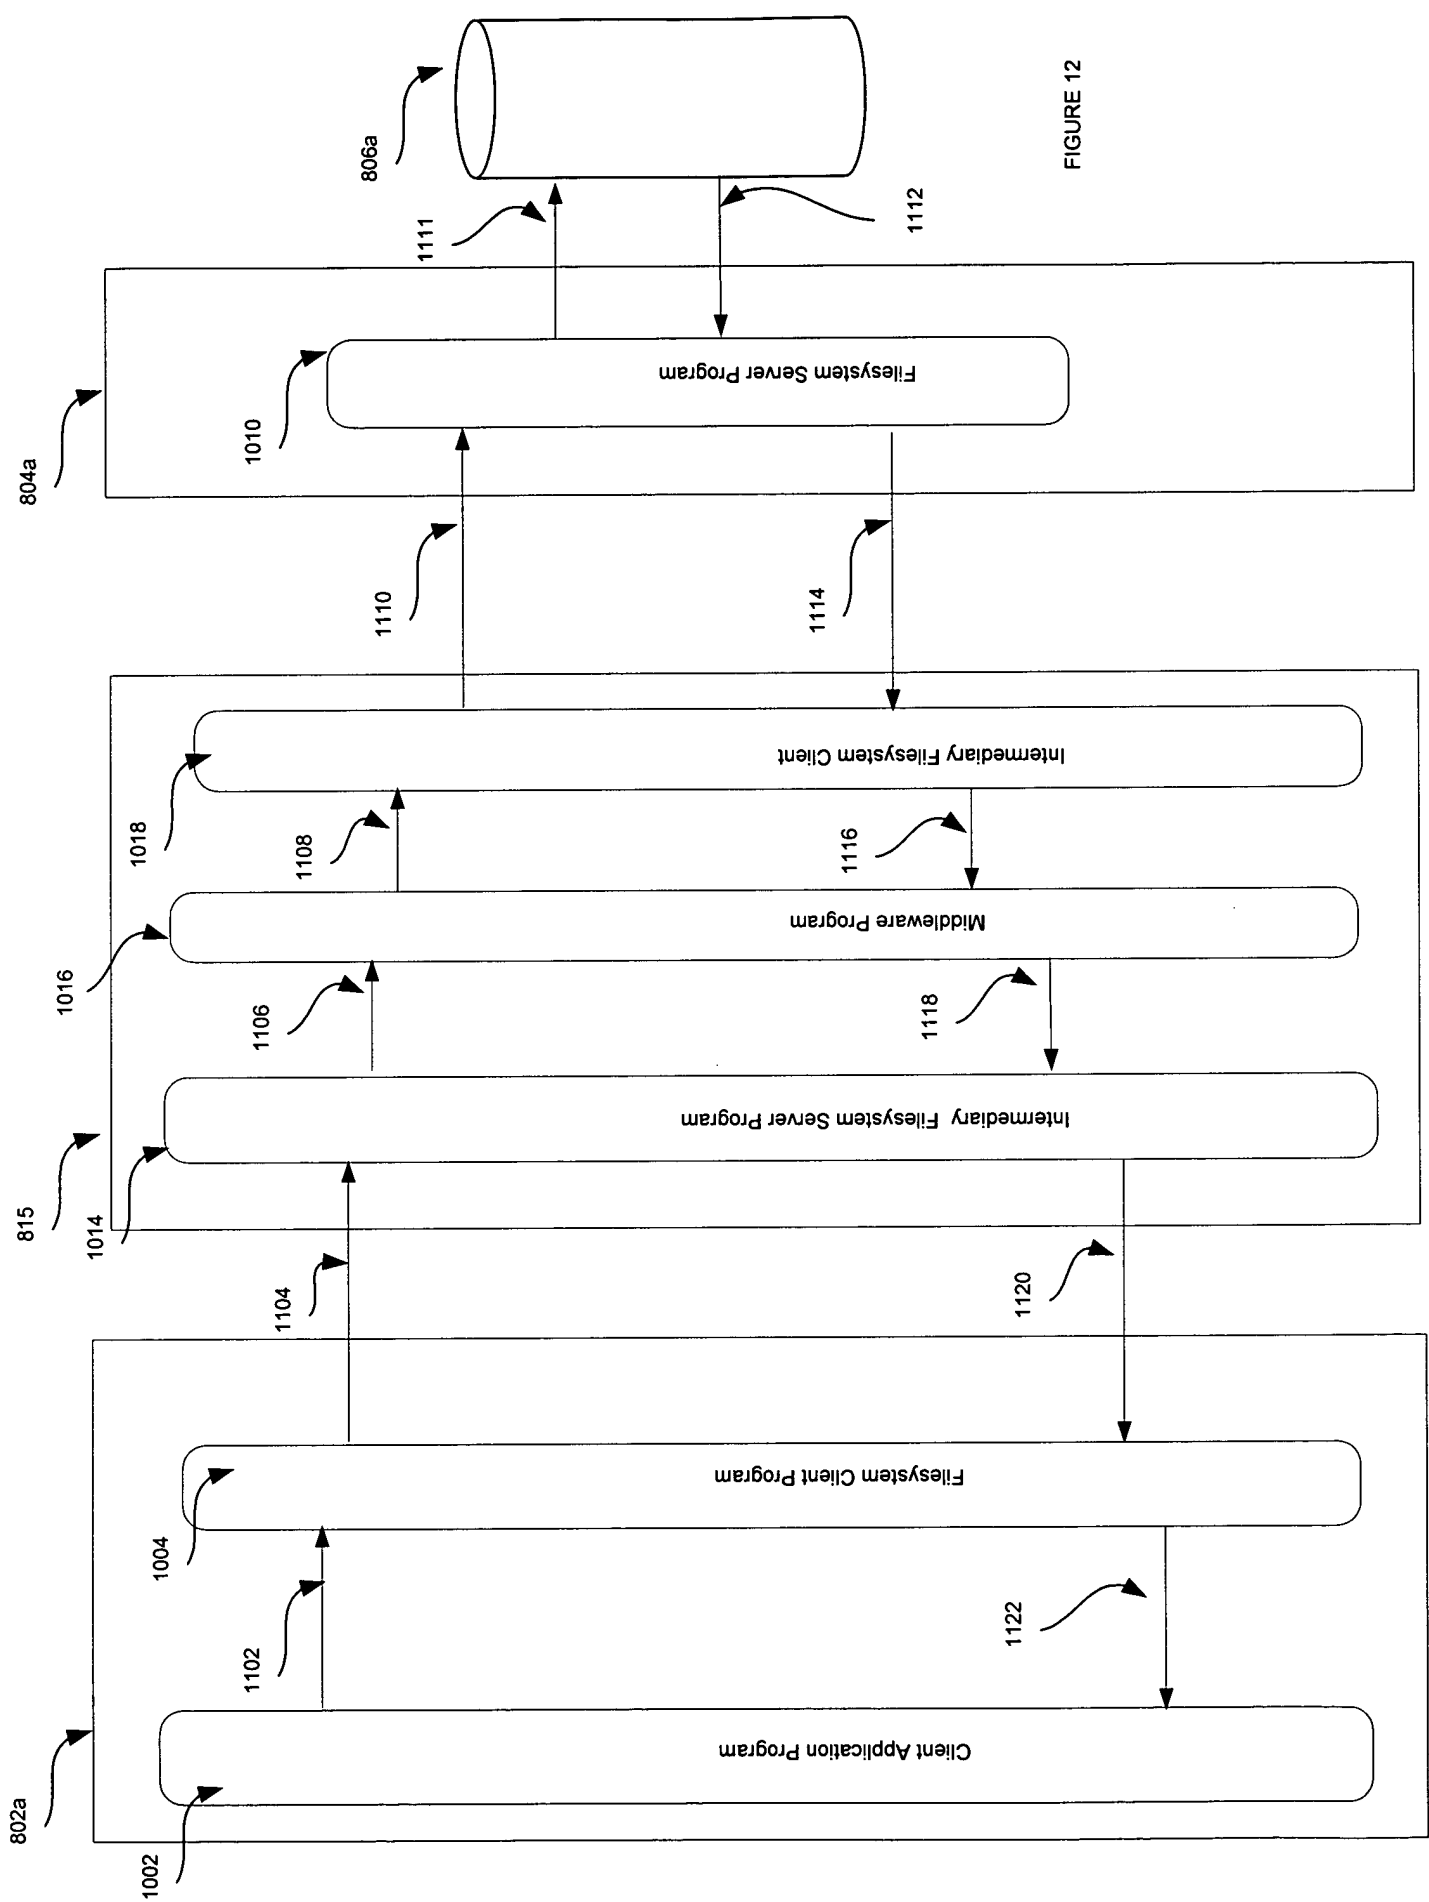 802a
1002
Client Application Program
1102
1122
1004
Filesystem Client Program
1104
1120
815
1014
Intermediary Filesystem Server Program
1106
1118
1016
Middleware Program
1108
1116
1018
Intermediary Filesystem Client
1110
1114
804a
1010
Filesystem Server Program
1111
1112
806a
FIGURE 12